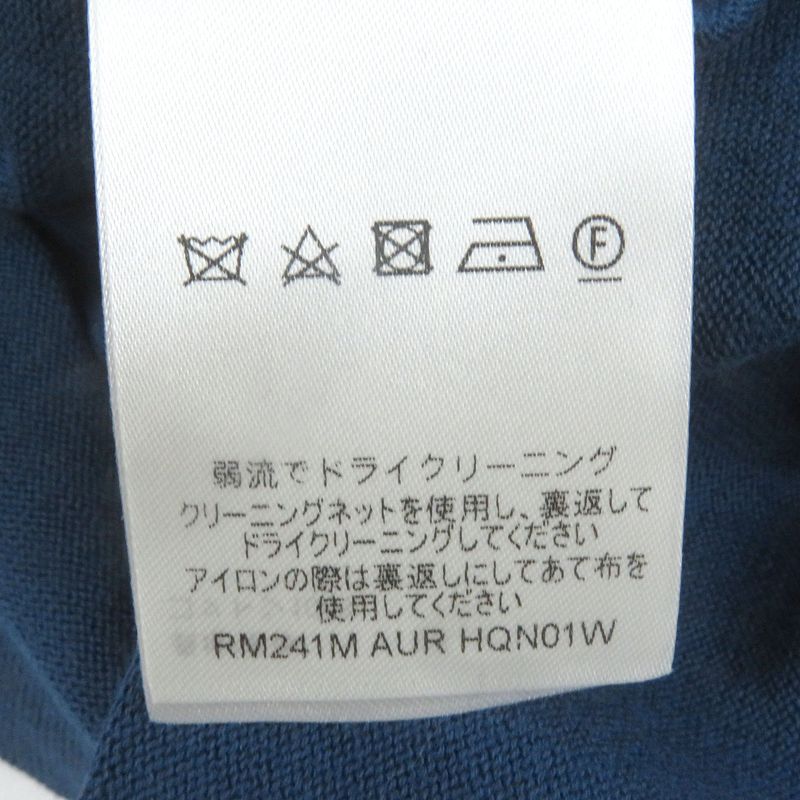 F
弱流でドライクリーニング
クリーニングネットを使用し、裏返して
ドライクリーニングしてください
アイロンの際は裏返しにしてあて布を
使用してください
RM241M AUR HQN01W